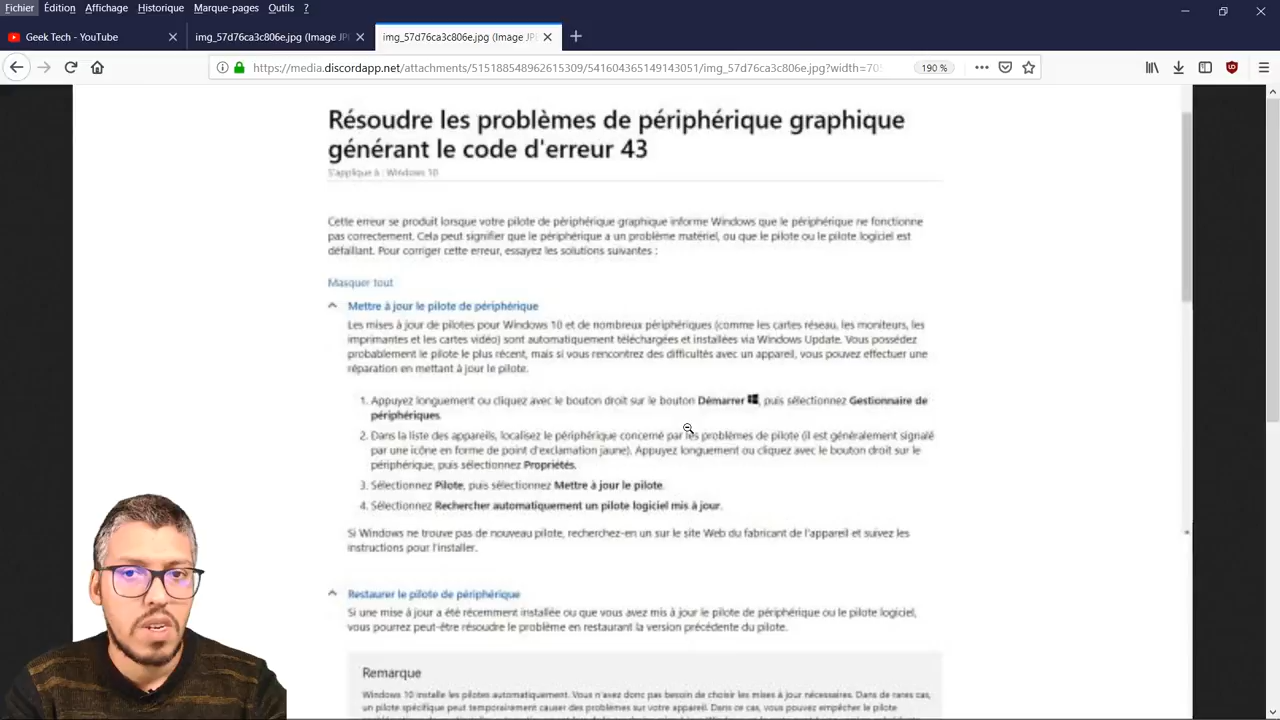 Fichier Édition Affichage Historique Marque-pages Outils ?
Geek Tech - YouTube
img_57d76ca3c806e.jpg (Image JPE
img_57d76ca3c806e.jpg (Image JPE
https://media.discordapp.net/attachments/515188548962615309/541604365149143051/img_57d76ca3c806e.jpg?width=70
190 %
Résoudre les problèmes de périphérique graphique
générant le code d'erreur 43
S'applique à : Windows 10
Cette erreur se produit lorsque votre pilote de périphérique graphique informe Windows que le périphérique ne fonctionne
pas correctement. Cela peut signifier que le périphérique a un problème matériel, ou que le pilote ou le pilote logiciel est
défaillant. Pour corriger cette erreur, essayez les solutions suivantes :
Masquer tout
Mettre à jour le pilote de périphérique
Les mises à jour de pilotes pour Windows 10 et de nombreux périphériques (comme les cartes réseau, les moniteurs, les
imprimantes et les cartes vidéo) sont automatiquement téléchargées et installées via Windows Update. Vous possédez
probablement le pilote le plus récent, mais si vous rencontrez des difficultés avec un appareil, vous pouvez effectuer une
réparation en mettant à jour le pilote.
1. Appuyez longuement ou cliquez avec le bouton droit sur le bouton Démarrer , puis sélectionnez Gestionnaire de
périphériques.
2. Dans la liste des appareils, localisez le périphérique concerné par les problèmes de pilote (il est généralement signalé
par une icône en forme de point d'exclamation jaune). Appuyez longuement ou cliquez avec le bouton droit sur le
périphérique, puis sélectionnez Propriétés.
3. Sélectionnez Pilote, puis sélectionnez Mettre à jour le pilote.
4. Sélectionnez Rechercher automatiquement un pilote logiciel mis à jour.
Si Windows ne trouve pas de nouveau pilote, recherchez-en un sur le site Web du fabricant de l'appareil et suivez les
instructions pour l'installer.
Restaurer le pilote de périphérique
Si une mise à jour a été récemment installée ou que vous avez mis à jour le pilote de périphérique ou le pilote logiciel,
vous pourrez peut-être résoudre le problème en restaurant la version précédente du pilote.
Remarque
Windows 10 installe les pilotes automatiquement. Vous n'avez donc pas besoin de choisir les mises à jour nécessaires. Dans de rares cas,
un pilote spécifique peut temporairement causer des problèmes sur votre appareil. Dans ce cas, vous pouvez empêcher le pilote